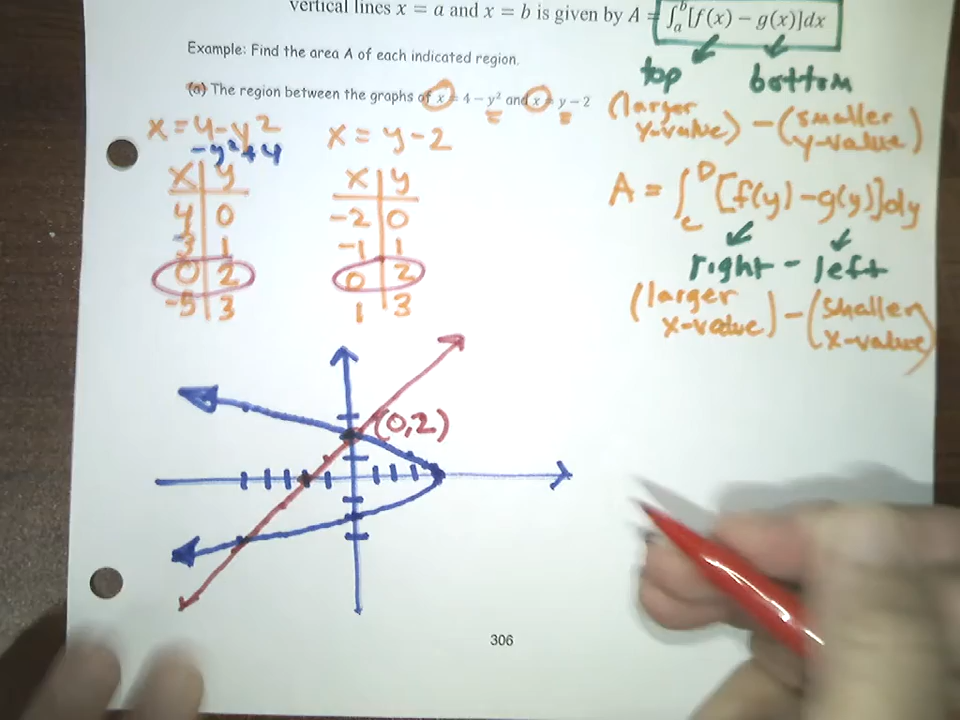 vertical lines x = a and x = b is given by A = ∫_a^b [f(x) − g(x)]dx
Example: Find the area A of each indicated region.
top bottom
(a) The region between the graphs of x = 4 − y² and x = y − 2
(larger y-value) − (smaller y-value)
x = 4 − y²
−y² + 4
x = y − 2
x y
4 0
3 1
0 2
−5 3
x y
−2 0
−1 1
0 2
1 3
A = ∫_c^D [f(y) − g(y)]dy
right − left
(larger x-value) − (smaller x-value)
(0,2)
306